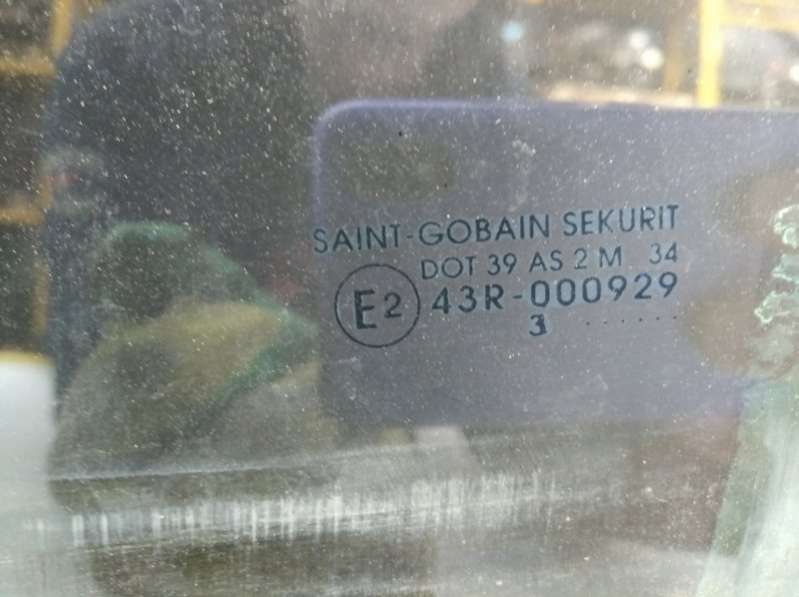 SAINT-GOBAIN SEKURIT
DOT 39 AS 2 M 34
E2 43R-000929
3 ......